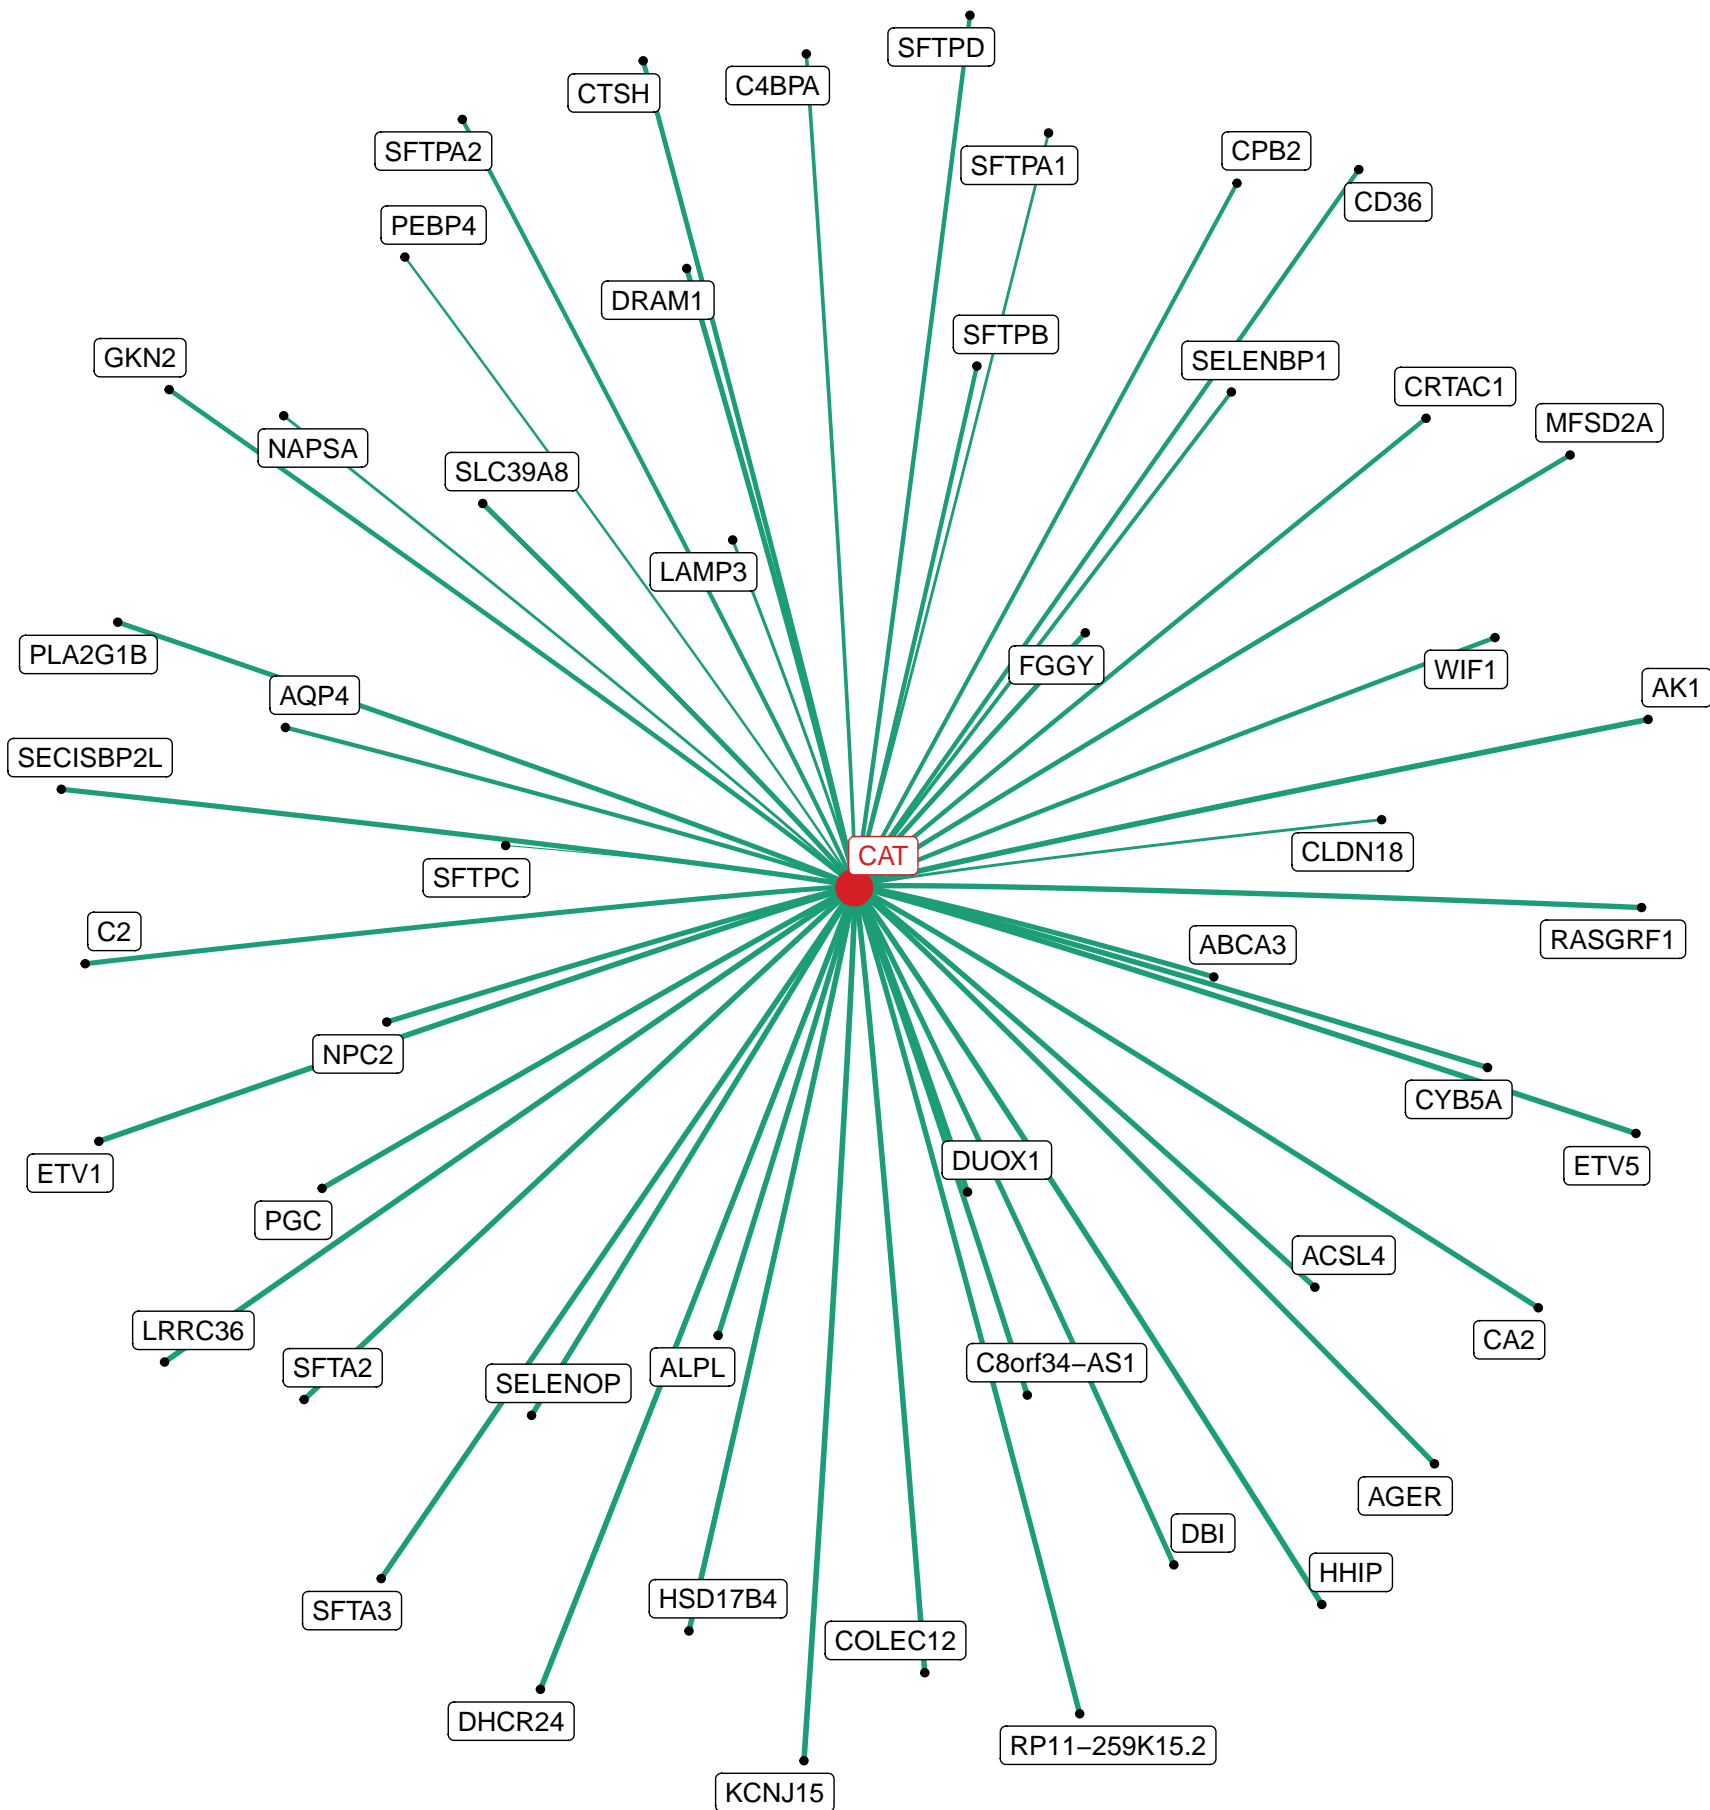 SFTPD
C4BPA
CTSH
SFTPA2
SFTPA1
CPB2
CD36
PEBP4
DRAM1
SFTPB
GKN2
SELENBP1
CRTAC1
MFSD2A
NAPSA
SLC39A8
LAMP3
PLA2G1B
FGGY
WIF1
AQP4
AK1
SECISBP2L
CAT
CLDN18
SFTPC
C2
ABCA3
RASGRF1
NPC2
CYB5A
ETV1
DUOX1
ETV5
PGC
ACSL4
LRRC36
SFTA2
ALPL
C8orf34−AS1
CA2
SELENOP
AGER
DBI
HHIP
SFTA3
HSD17B4
COLEC12
DHCR24
RP11−259K15.2
KCNJ15